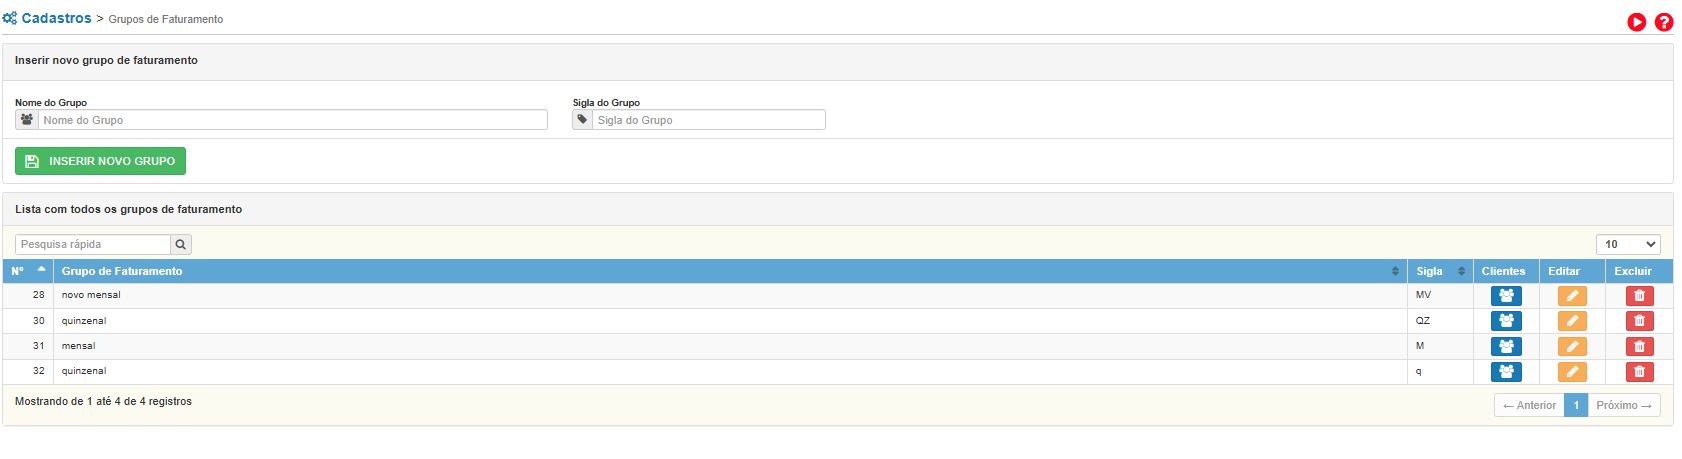 Cadastros > Grupos de Faturamento
Inserir novo grupo de faturamento
Nome do Grupo Sigla do Grupo
Nome do Grupo Sigla do Grupo
INSERIR NOVO GRUPO
Lista com todos os grupos de faturamento
Pesquisa rápida 10
Nº Grupo de Faturamento Sigla Clientes Editar Excluir
28 novo mensal MV
30 quinzenal QZ
31 mensal M
32 quinzenal q
Mostrando de 1 até 4 de 4 registros ← Anterior 1 Próximo →